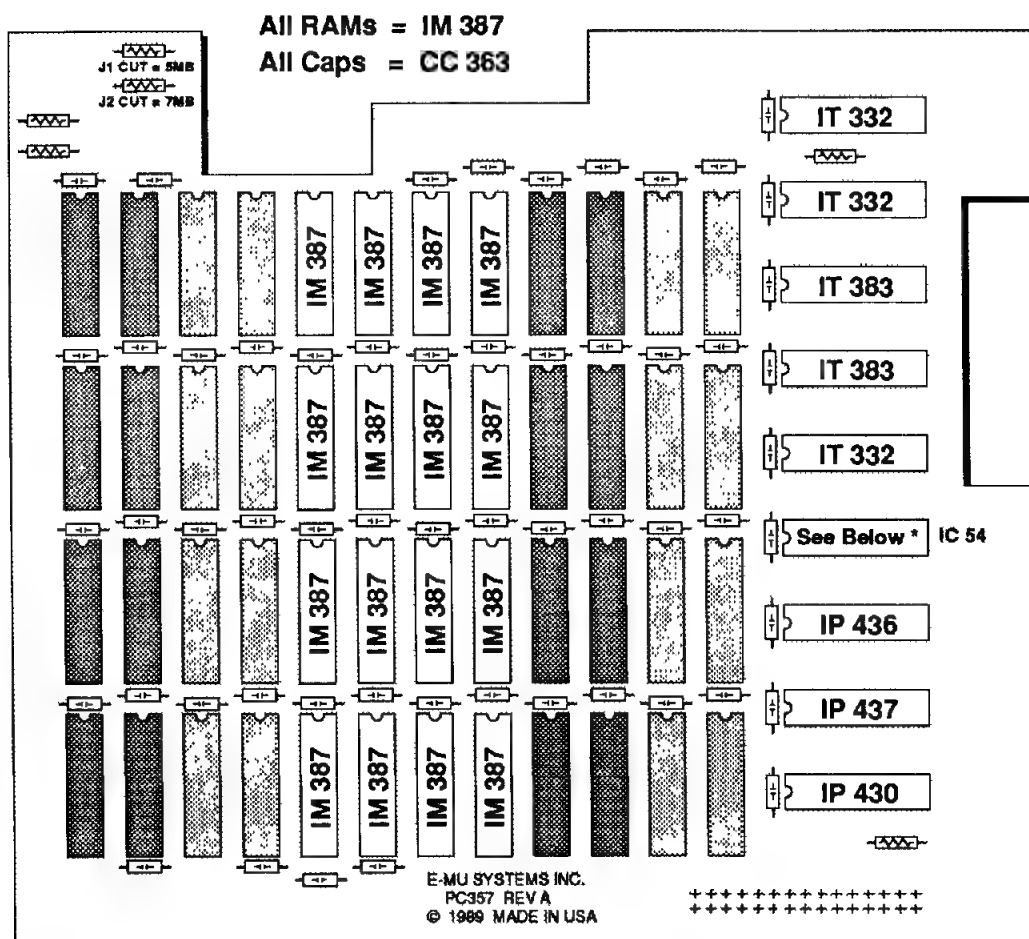 All RAMs = IM 387
All Caps = CC 363
J1 CUT = 5MB
J2 CUT = 7MB
IT 332
IT 332
IT 383
IT 383
IT 332
See Below * IC 54
IP 436
IP 437
IP 430
IM 387 IM 387 IM 387 IM 387
IM 387 IM 387 IM 387 IM 387
IM 387 IM 387 IM 387 IM 387
IM 387 IM 387 IM 387 IM 387
E-MU SYSTEMS INC.
PC357 REV A
© 1989 MADE IN USA